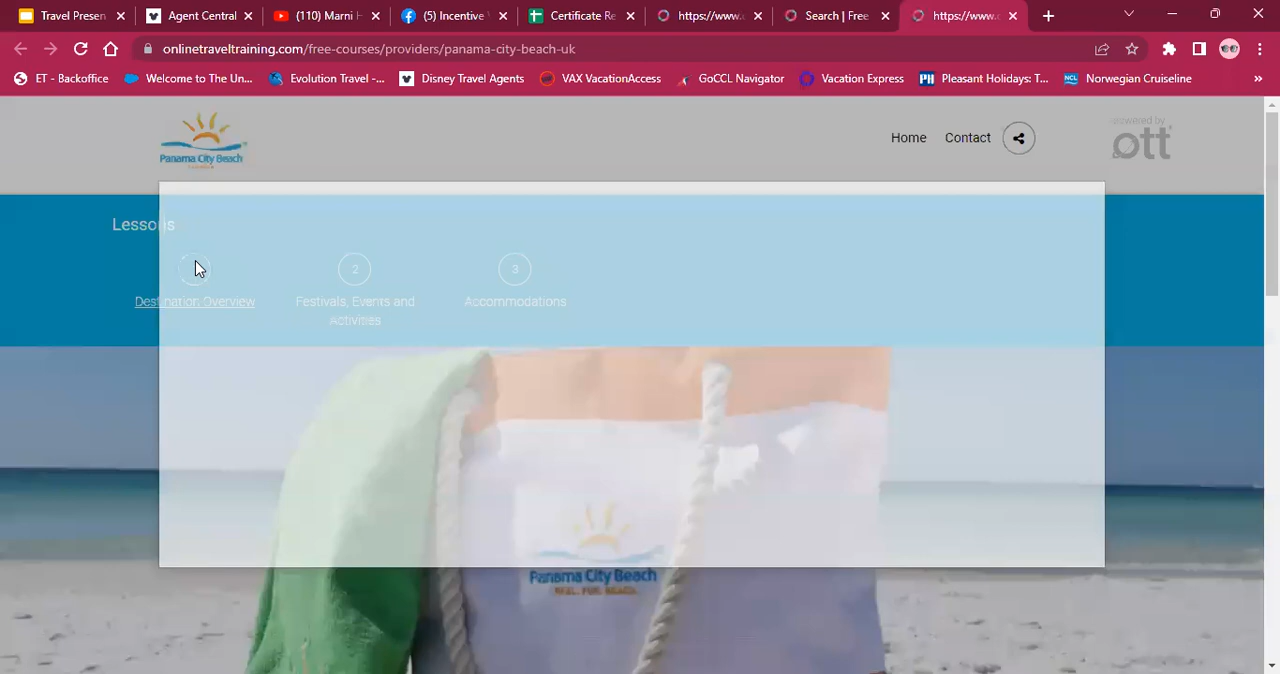 Travel Presen
Agent Central
(110) Marni H
(5) Incentive
Certificate Re
https://www.
Search | Free
https://www.
onlinetraveltraining.com/free-courses/providers/panama-city-beach-uk
ET - Backoffice
Welcome to The Un...
Evolution Travel -...
Disney Travel Agents
VAX VacationAccess
GoCCL Navigator
Vacation Express
Pleasant Holidays: T...
Norwegian Cruiseline
»
Panama City Beach
Home
Contact
powered by
ott
Lessons
2
3
Destination Overview
Festivals, Events and
Activities
Accommodations
Panama City Beach
REAL. FUN. BEACH.